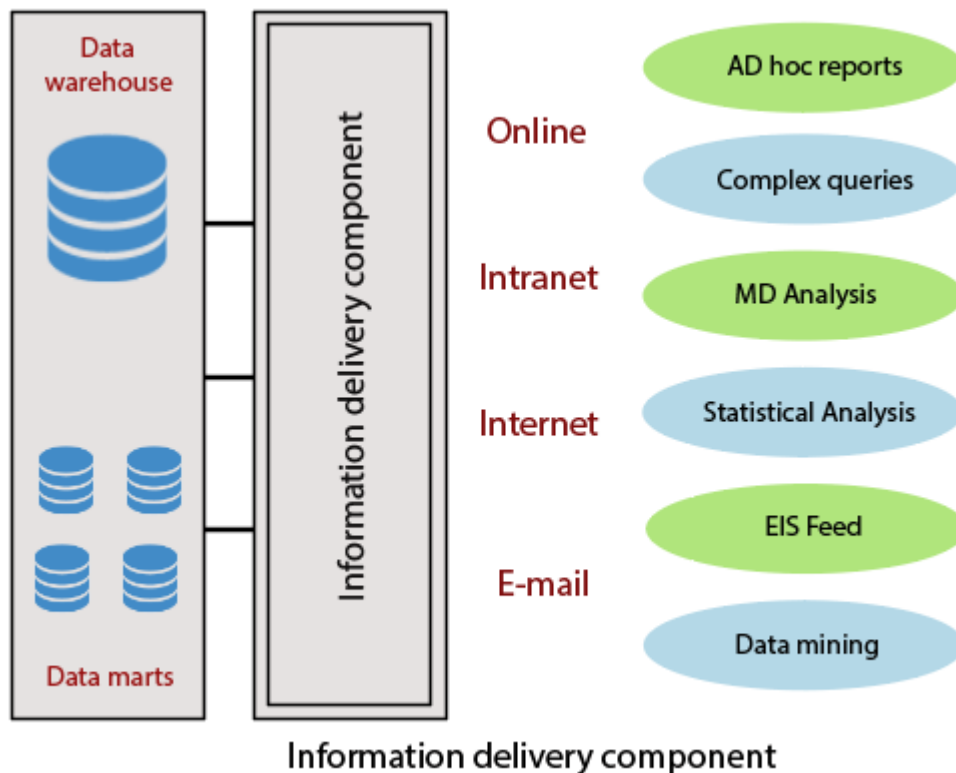 Data
warehouse
Data marts
Information delivery component
Online
Intranet
Internet
E-mail
AD hoc reports
Complex queries
MD Analysis
Statistical Analysis
EIS Feed
Data mining
Information delivery component